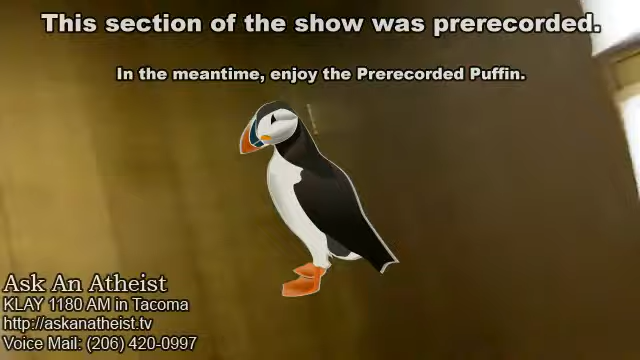 This section of the show was prerecorded.
In the meantime, enjoy the Prerecorded Puffin.
Ask An Atheist
KLAY 1180 AM in Tacoma
http://askanatheist.tv
Voice Mail: (206) 420-0997